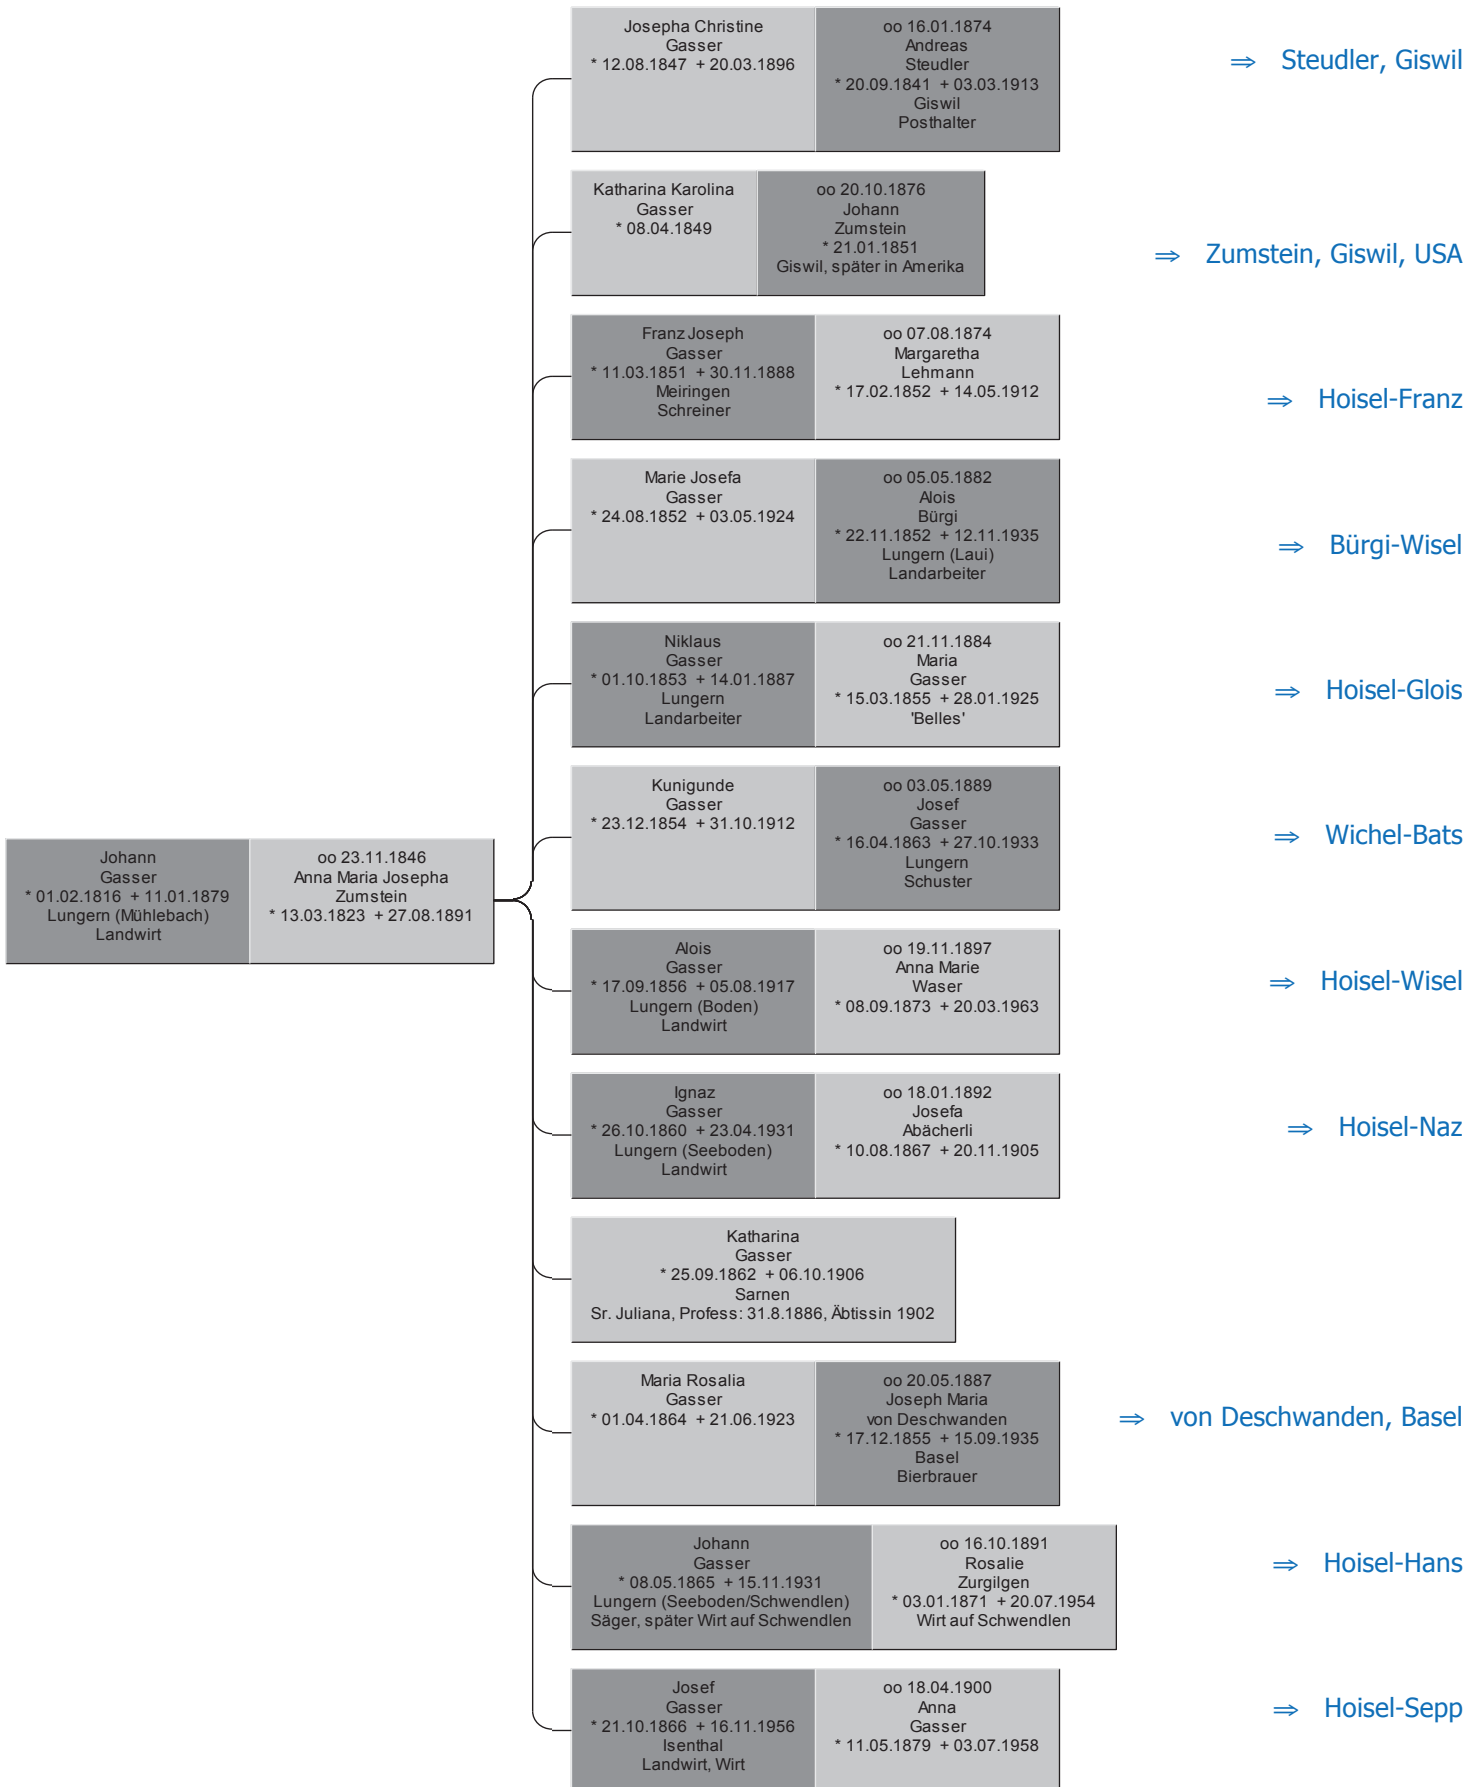 Josepha Christine
Gasser
* 12.08.1847 + 20.03.1896
oo 16.01.1874
Andreas
Steudler
* 20.09.1841 + 03.03.1913
Giswil
Posthalter
⇒ Steudler, Giswil
Katharina Karolina
Gasser
* 08.04.1849
oo 20.10.1876
Johann
Zumstein
* 21.01.1851
Giswil, später in Amerika
⇒ Zumstein, Giswil, USA
Franz Joseph
Gasser
* 11.03.1851 + 30.11.1888
Meiringen
Schreiner
oo 07.08.1874
Margaretha
Lehmann
* 17.02.1852 + 14.05.1912
⇒ Hoisel-Franz
Marie Josefa
Gasser
* 24.08.1852 + 03.05.1924
oo 05.05.1882
Alois
Bürgi
* 22.11.1852 + 12.11.1935
Lungern (Laui)
Landarbeiter
⇒ Bürgi-Wisel
Niklaus
Gasser
* 01.10.1853 + 14.01.1887
Lungern
Landarbeiter
oo 21.11.1884
Maria
Gasser
* 15.03.1855 + 28.01.1925
'Belles'
⇒ Hoisel-Glois
Kunigunde
Gasser
* 23.12.1854 + 31.10.1912
oo 03.05.1889
Josef
Gasser
* 16.04.1863 + 27.10.1933
Lungern
Schuster
⇒ Wichel-Bats
Johann
Gasser
* 01.02.1816 + 11.01.1879
Lungern (Mühlebach)
Landwirt
oo 23.11.1846
Anna Maria Josepha
Zumstein
* 13.03.1823 + 27.08.1891
Alois
Gasser
* 17.09.1856 + 05.08.1917
Lungern (Boden)
Landwirt
oo 19.11.1897
Anna Marie
Waser
* 08.09.1873 + 20.03.1963
⇒ Hoisel-Wisel
Ignaz
Gasser
* 26.10.1860 + 23.04.1931
Lungern (Seeboden)
Landwirt
oo 18.01.1892
Josefa
Abächerli
* 10.08.1867 + 20.11.1905
⇒ Hoisel-Naz
Katharina
Gasser
* 25.09.1862 + 06.10.1906
Sarnen
Sr. Juliana, Profess: 31.8.1886, Äbtissin 1902
Maria Rosalia
Gasser
* 01.04.1864 + 21.06.1923
oo 20.05.1887
Joseph Maria
von Deschwanden
* 17.12.1855 + 15.09.1935
Basel
Bierbrauer
⇒ von Deschwanden, Basel
Johann
Gasser
* 08.05.1865 + 15.11.1931
Lungern (Seeboden/Schwendlen)
Säger, später Wirt auf Schwendlen
oo 16.10.1891
Rosalie
Zurgilgen
* 03.01.1871 + 20.07.1954
Wirt auf Schwendlen
⇒ Hoisel-Hans
Josef
Gasser
* 21.10.1866 + 16.11.1956
Isenthal
Landwirt, Wirt
oo 18.04.1900
Anna
Gasser
* 11.05.1879 + 03.07.1958
⇒ Hoisel-Sepp